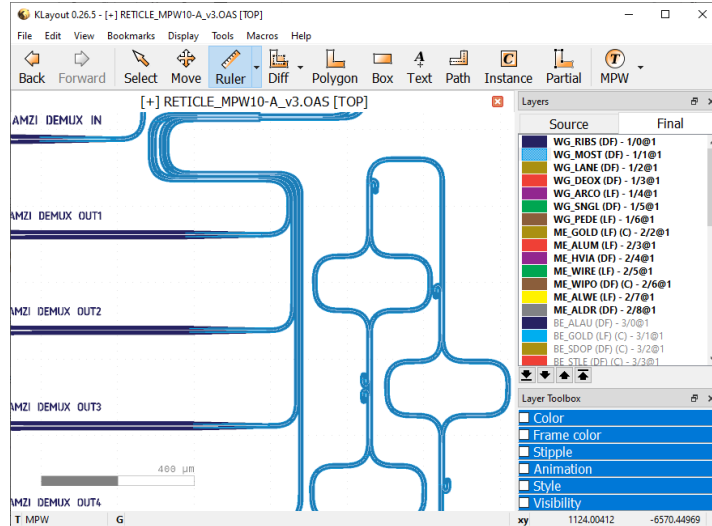 KLayout 0.26.5 - [+] RETICLE_MPW10-A_v3.OAS [TOP]
File Edit View Bookmarks Display Tools Macros Help
Back Forward Select Move Ruler Diff Polygon Box Text Path Instance Partial MPW
[+] RETICLE_MPW10-A_v3.OAS [TOP]
AMZI DEMUX IN
AMZI DEMUX OUT1
AMZI DEMUX OUT2
AMZI DEMUX OUT3
AMZI DEMUX OUT4
400 µm
Layers
Source Final
WG_RIBS (DF) - 1/0@1
WG_MOST (DF) - 1/1@1
WG_LANE (DF) - 1/2@1
WG_DEOX (DF) - 1/3@1
WG_ARCO (LF) - 1/4@1
WG_SNGL (DF) - 1/5@1
WG_PEDE (LF) - 1/6@1
ME_GOLD (LF) (C) - 2/2@1
ME_ALUM (LF) - 2/3@1
ME_HVIA (DF) - 2/4@1
ME_WIRE (LF) - 2/5@1
ME_WIPO (DF) (C) - 2/6@1
ME_ALWE (LF) - 2/7@1
ME_ALDR (DF) - 2/8@1
BE_ALAU (DF) - 3/0@1
BE_GOLD (LF) (C) - 3/1@1
BE_SDOP (DF) (C) - 3/2@1
BE_STLE (DF) (C) - 3/3@1
Layer Toolbox
Color
Frame color
Stipple
Animation
Style
Visibility
T MPW G xy 1124.00412 -6570.44969